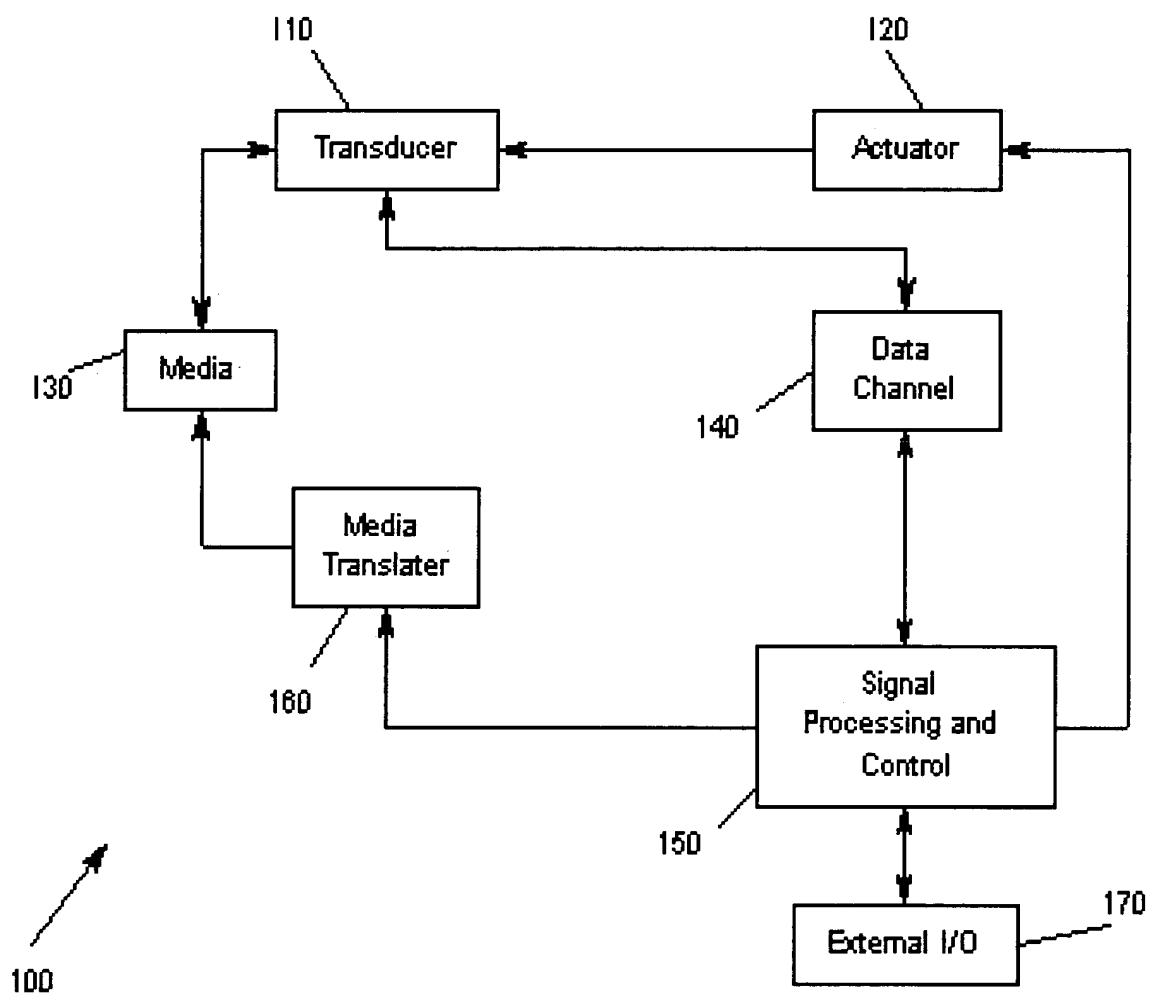 110
120
Transducer
Actuator
Media
130
Data
Channel
140
Media
Translater
160
Signal
Processing and
Control
150
170
External I/O
100